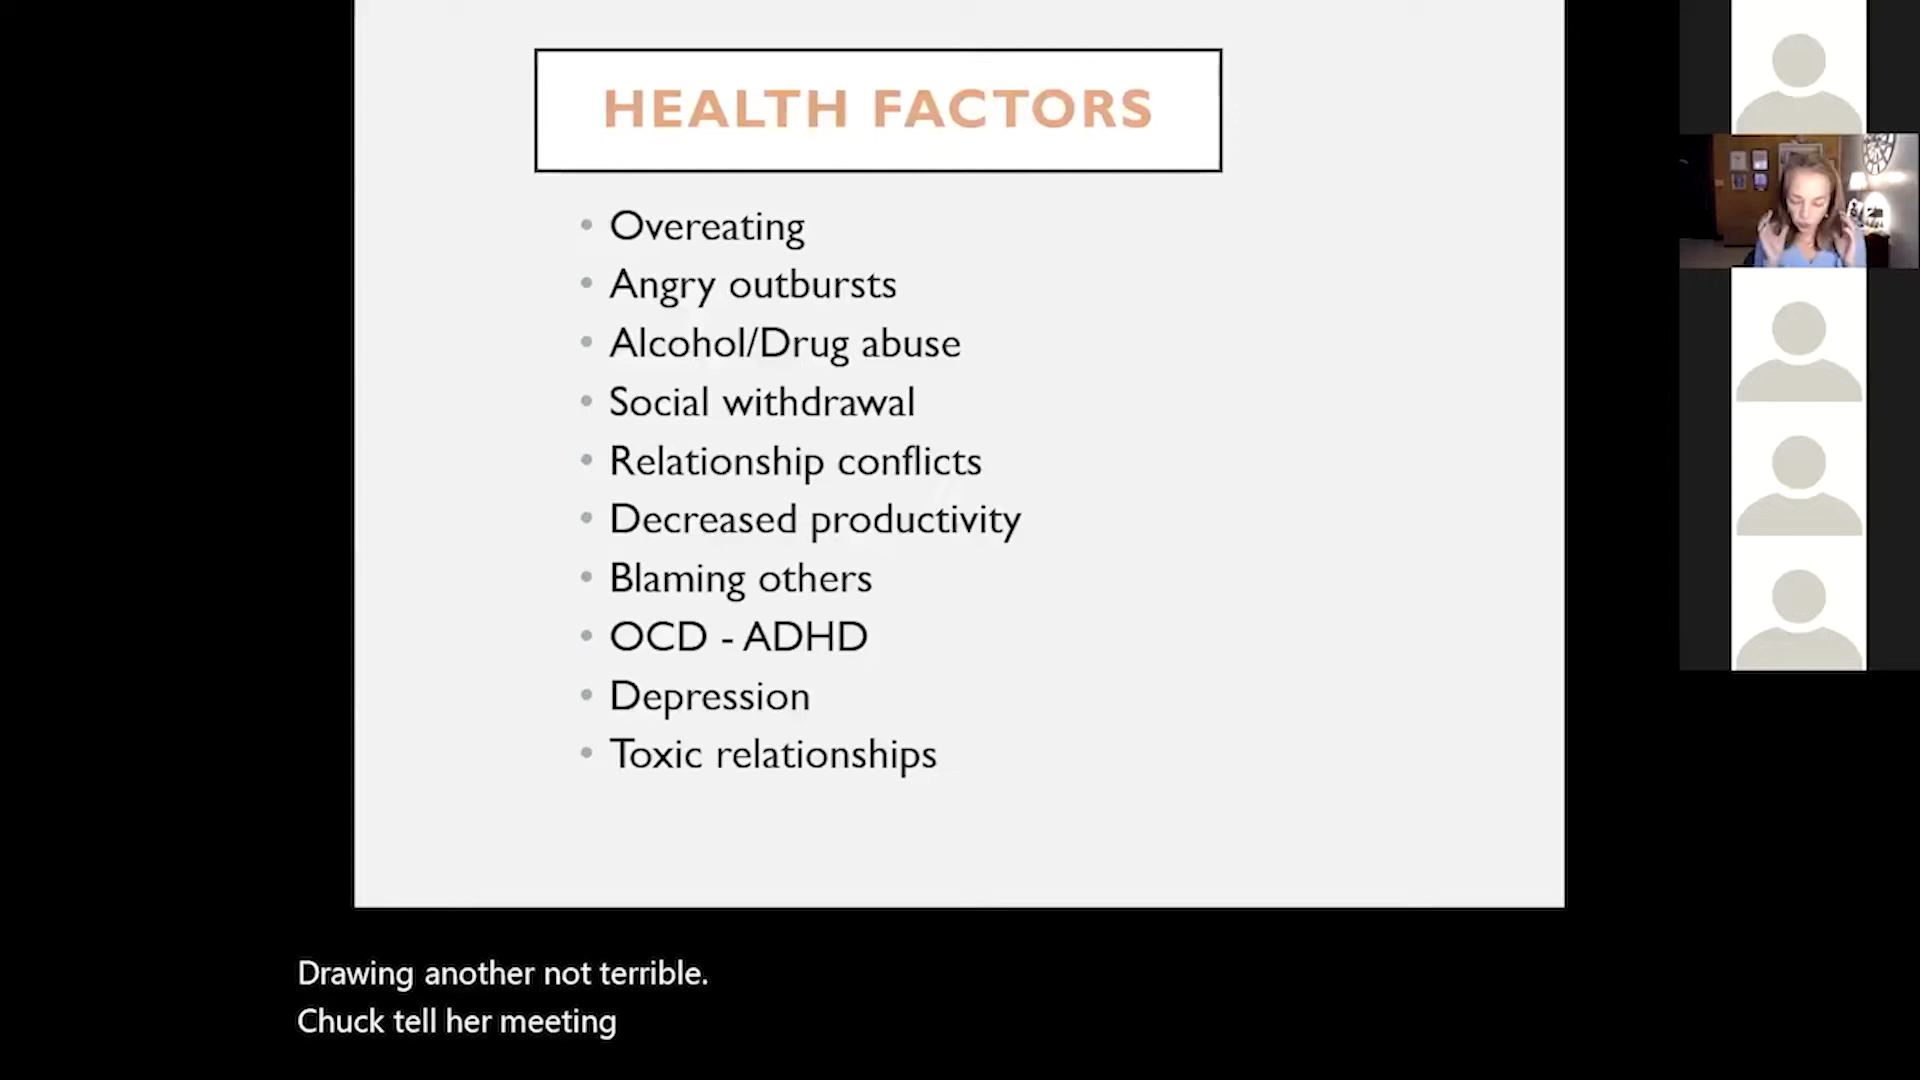 HEALTH FACTORS
• Overeating
• Angry outbursts
• Alcohol/Drug abuse
• Social withdrawal
• Relationship conflicts
• Decreased productivity
• Blaming others
• OCD - ADHD
• Depression
• Toxic relationships
Drawing another not terrible.
Chuck tell her meeting